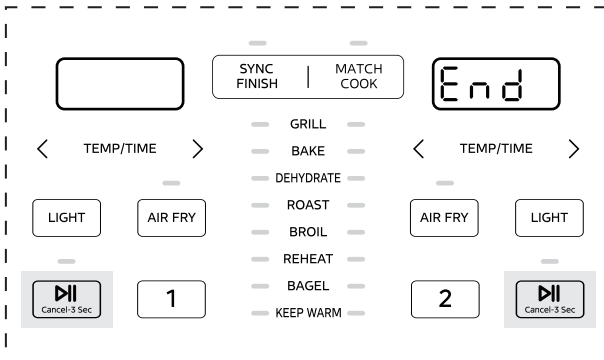 SYNC FINISH
MATCH COOK
End
GRILL
TEMP/TIME
BAKE
TEMP/TIME
DEHYDRATE
ROAST
LIGHT
AIR FRY
AIR FRY
LIGHT
BROIL
REHEAT
BAGEL
Cancel-3 Sec
1
2
Cancel-3 Sec
KEEP WARM